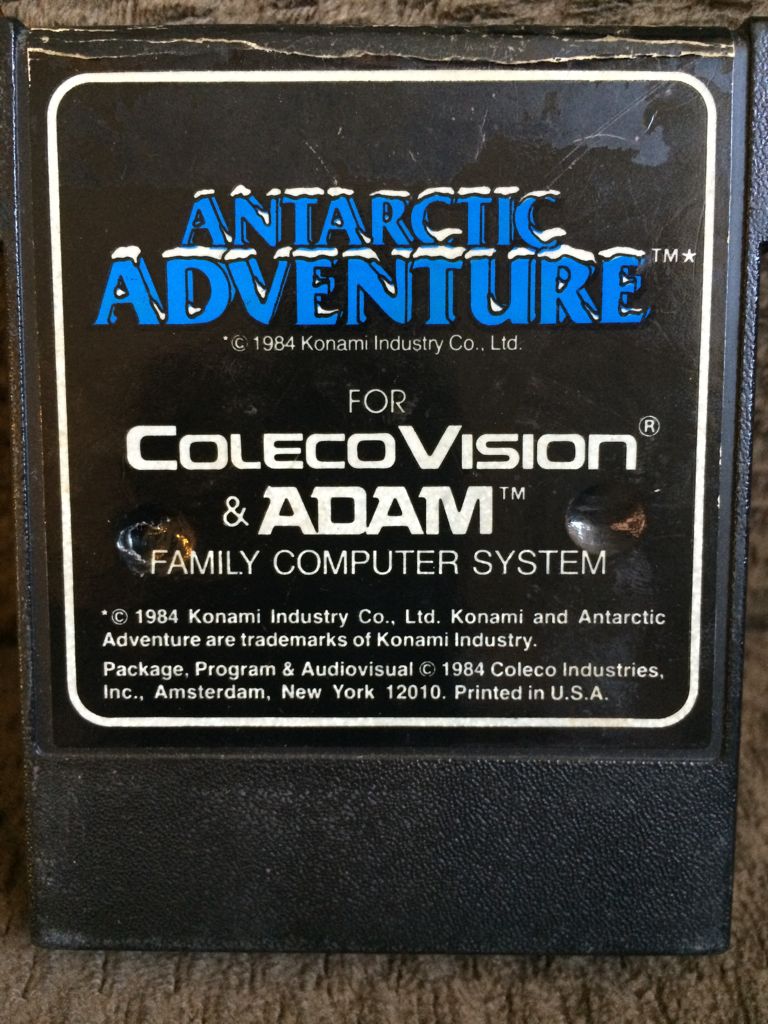 ANTARCTIC
ADVENTURE™*
*© 1984 Konami Industry Co., Ltd.
FOR
COLECOVISION®
& ADAM™
FAMILY COMPUTER SYSTEM
*© 1984 Konami Industry Co., Ltd. Konami and Antarctic
Adventure are trademarks of Konami Industry.
Package, Program & Audiovisual © 1984 Coleco Industries,
Inc., Amsterdam, New York 12010. Printed in U.S.A.